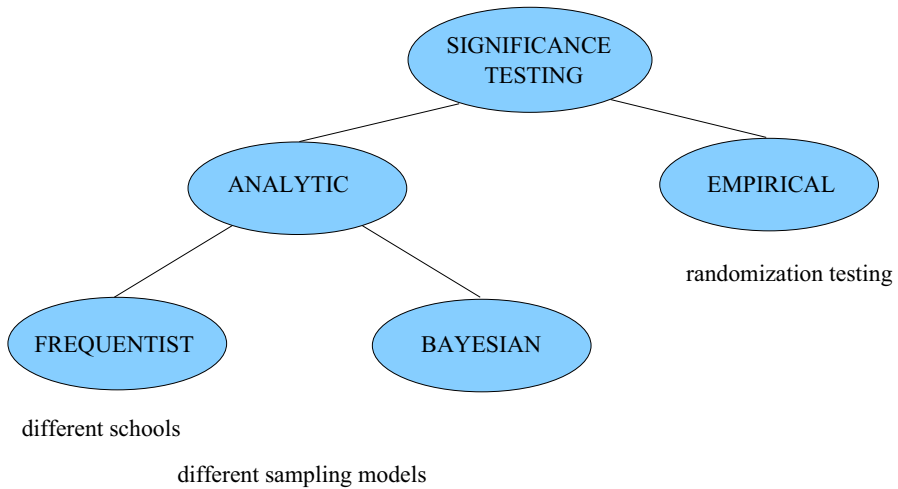 SIGNIFICANCE
TESTING
ANALYTIC
EMPIRICAL
randomization testing
FREQUENTIST
BAYESIAN
different schools
different sampling models